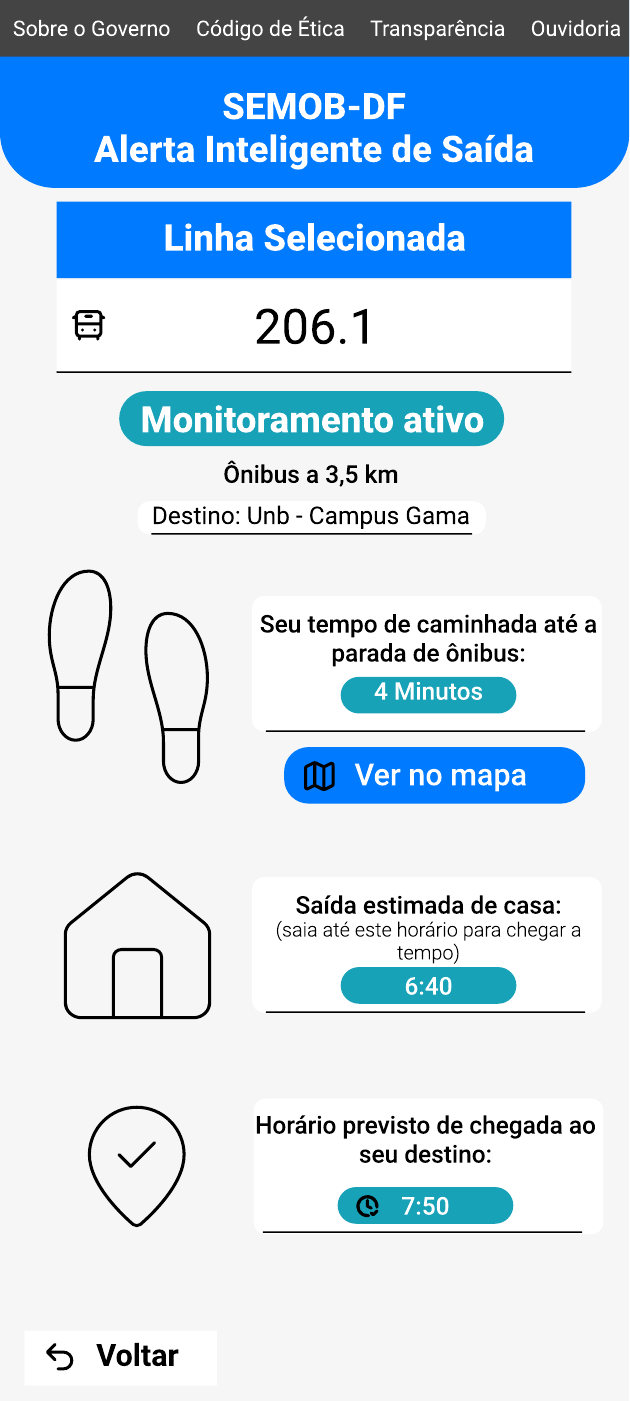 Sobre o Governo Código de Ética Transparência Ouvidoria
SEMOB-DF
Alerta Inteligente de Saída
Linha Selecionada
206.1
Monitoramento ativo
Ônibus a 3,5 km
Destino: Unb - Campus Gama
Seu tempo de caminhada até a
parada de ônibus:
4 Minutos
Ver no mapa
Saída estimada de casa:
(saia até este horário para chegar a
tempo)
6:40
Horário previsto de chegada ao
seu destino:
7:50
Voltar